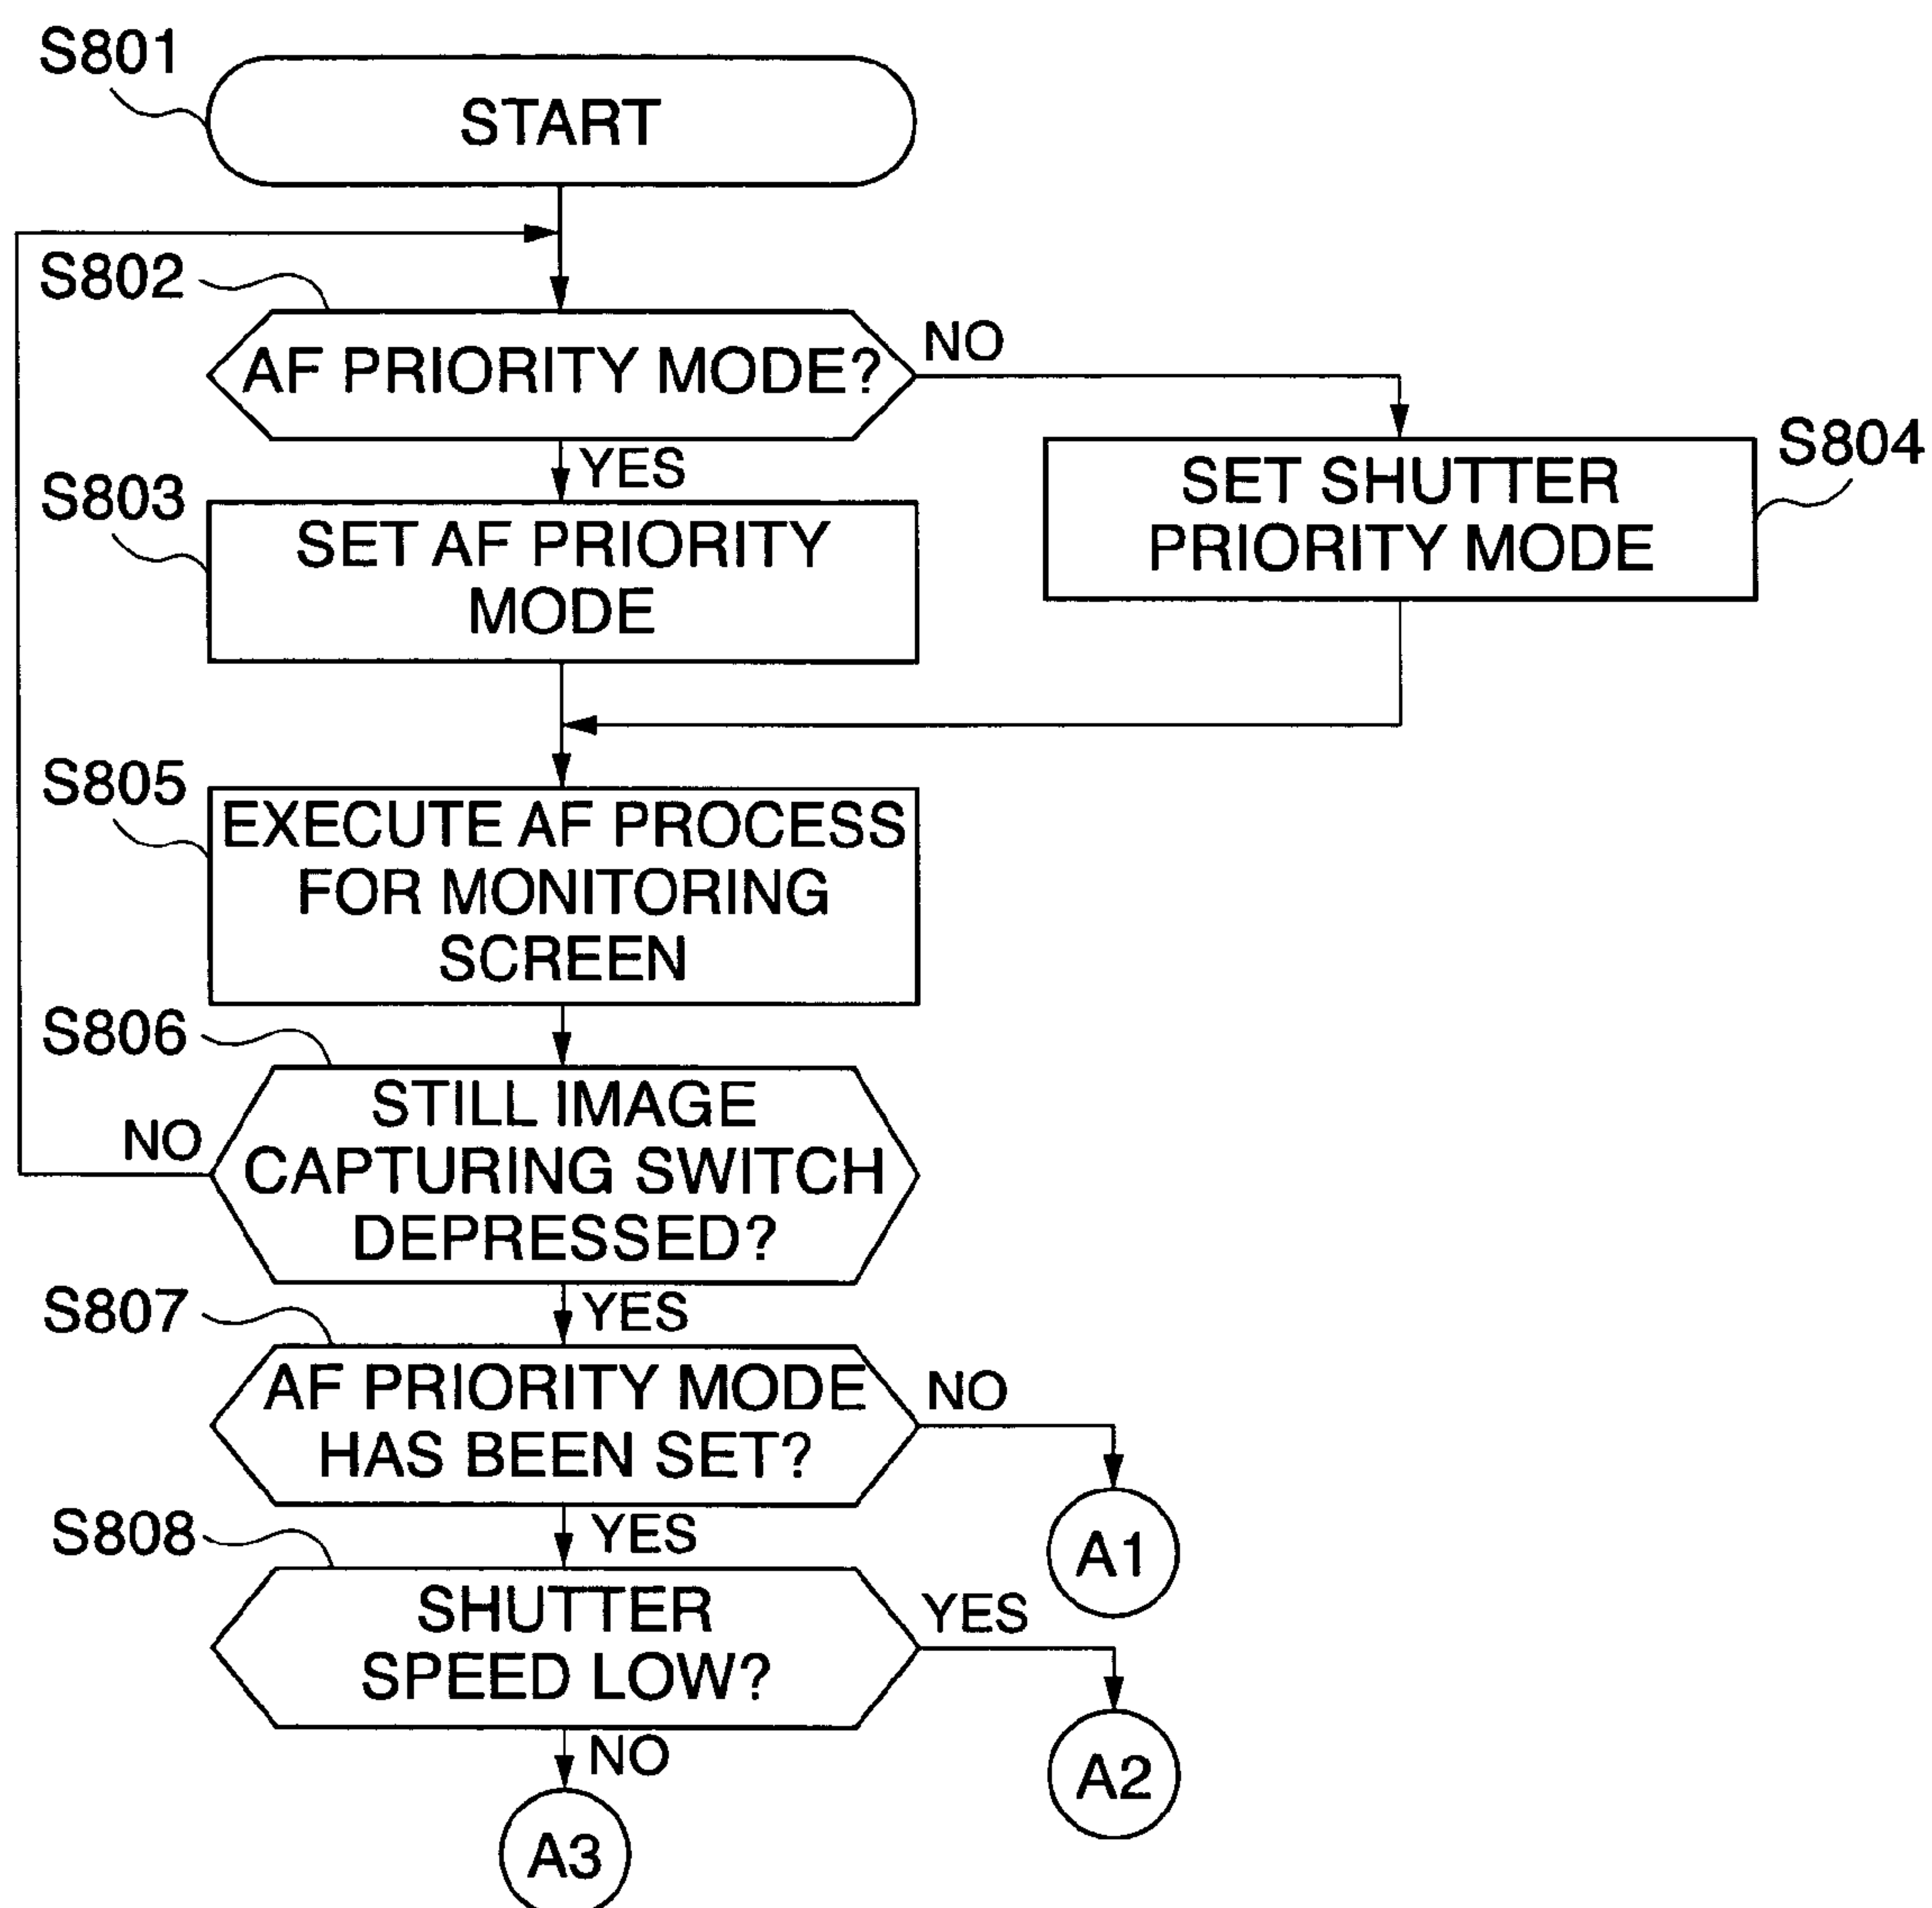 S801
START
S802
AF PRIORITY MODE?
NO
YES
S803
SET AF PRIORITY
MODE
SET SHUTTER
PRIORITY MODE
S804
S805
EXECUTE AF PROCESS
FOR MONITORING
SCREEN
S806
STILL IMAGE
CAPTURING SWITCH
DEPRESSED?
NO
YES
S807
AF PRIORITY MODE
HAS BEEN SET?
NO
A1
YES
S808
SHUTTER
SPEED LOW?
YES
A2
NO
A3